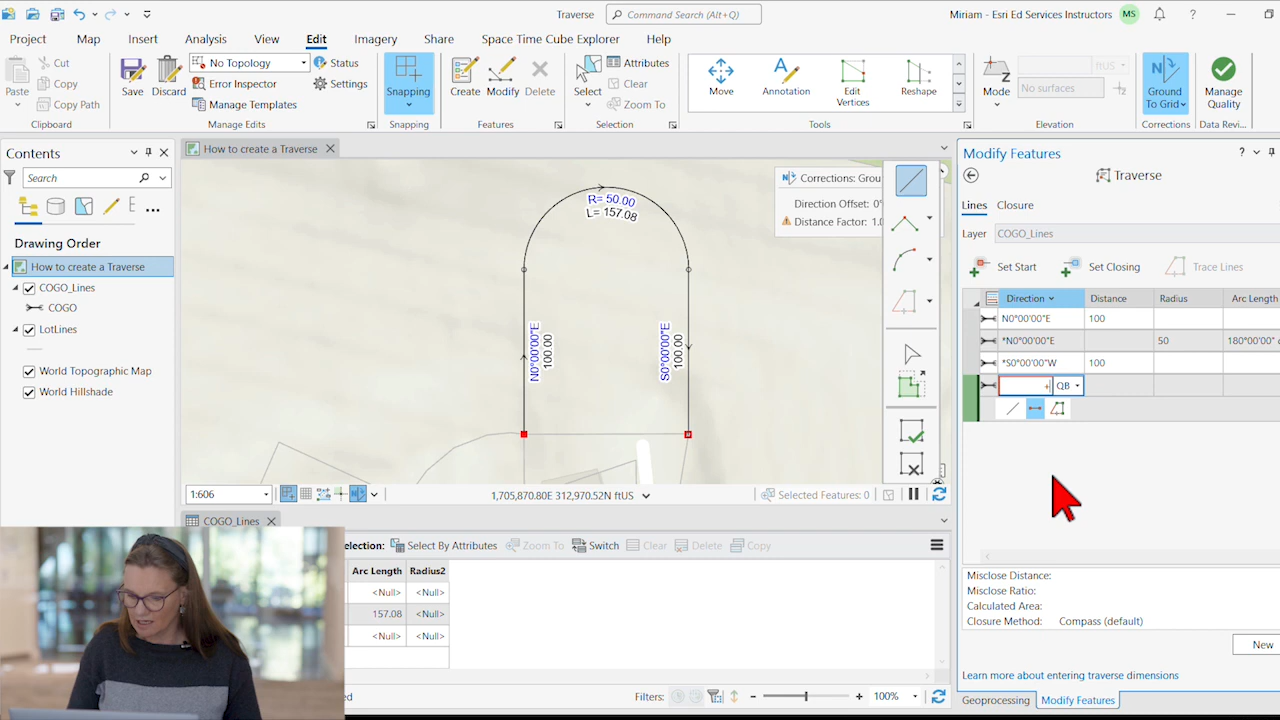 Traverse
Command Search (Alt+Q)
Miriam - Esri Ed Services Instructors
MS
?
Project
Map
Insert
Analysis
View
Edit
Imagery
Share
Space Time Cube Explorer
Help
Paste
Cut
Copy
Copy Path
Clipboard
Save
Discard
No Topology
Error Inspector
Manage Templates
Status
Settings
Manage Edits
Snapping
Snapping
Create
Modify
Delete
Features
Select
Attributes
Clear
Zoom To
Selection
Move
Annotation
Edit
Vertices
Reshape
Tools
Mode
ftUS
No surfaces
Elevation
Ground
To Grid
Corrections
Manage
Quality
Data Revi...
Contents
Search
...
Drawing Order
How to create a Traverse
COGO_Lines
COGO
LotLines
World Topographic Map
World Hillshade
How to create a Traverse
R= 50.00
L= 157.08
N0°00'00"E
100.00
S0°00'00"E
100.00
Corrections: Grou
Direction Offset: 0°
Distance Factor: 1.0
1:606
1,705,870.80E 312,970.52N ftUS
Selected Features: 0
COGO_Lines
election:
Select By Attributes
Zoom To
Switch
Clear
Delete
Copy
Arc Length
Radius2
<Null>
<Null>
157.08
<Null>
<Null>
<Null>
ed
Filters:
100%
Modify Features
?
Traverse
Lines
Closure
Layer
COGO_Lines
Set Start
Set Closing
Trace Lines
Direction
Distance
Radius
Arc Length
N0°00'00"E
100
*N0°00'00"E
50
180°00'00" c
*S0°00'00"W
100
QB
Misclose Distance:
Misclose Ratio:
Calculated Area:
Closure Method:
Compass (default)
New
Learn more about entering traverse dimensions
Geoprocessing
Modify Features